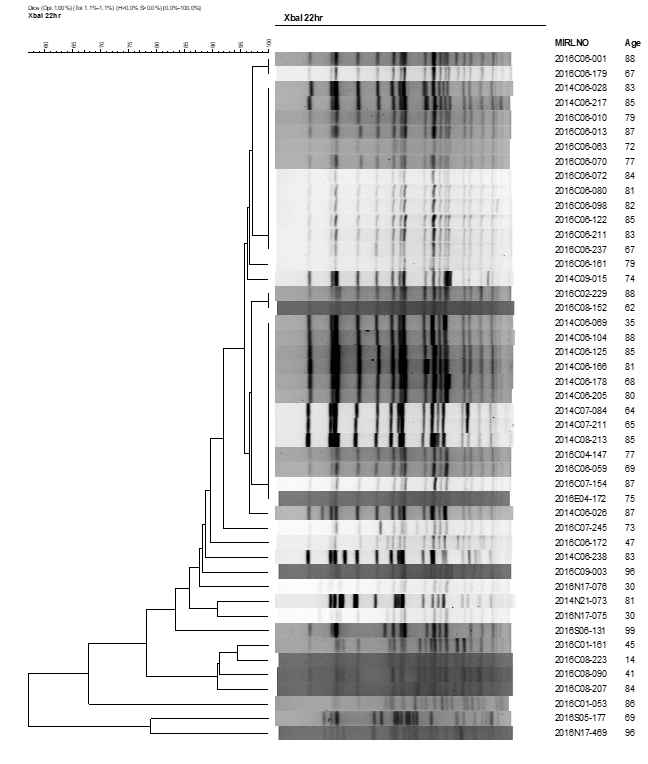 Dice (Opt:1.00%) (Tol 1.1%-1.1%) (H>0.0% S>0.0%) [0.0%-100.0%]
XbaI 22hr
XbaI 22hr
60 65 70 75 80 85 90 95 100
MIRLNO Age
2016C06-001 88
2016C06-179 67
2014C06-028 83
2014C06-217 85
2016C06-010 79
2016C06-013 87
2016C06-063 72
2016C06-070 77
2016C06-072 84
2016C06-080 81
2016C06-098 82
2016C06-122 85
2016C06-211 83
2016C06-237 67
2016C06-161 79
2014C09-015 74
2016C02-229 88
2016C08-152 62
2014C06-069 35
2014C06-104 88
2014C06-125 85
2014C06-166 81
2014C06-178 68
2014C06-205 80
2014C07-084 64
2014C07-211 65
2014C08-213 85
2016C04-147 77
2016C06-059 69
2016C07-154 87
2016E04-172 75
2014C06-026 87
2016C07-245 73
2016C06-172 47
2014C06-238 83
2016C09-003 96
2016N17-076 30
2014N21-073 81
2016N17-075 30
2016S06-131 99
2016C01-161 45
2016C08-223 14
2016C08-090 41
2016C08-207 84
2016C01-053 86
2016S05-177 69
2016N17-469 96